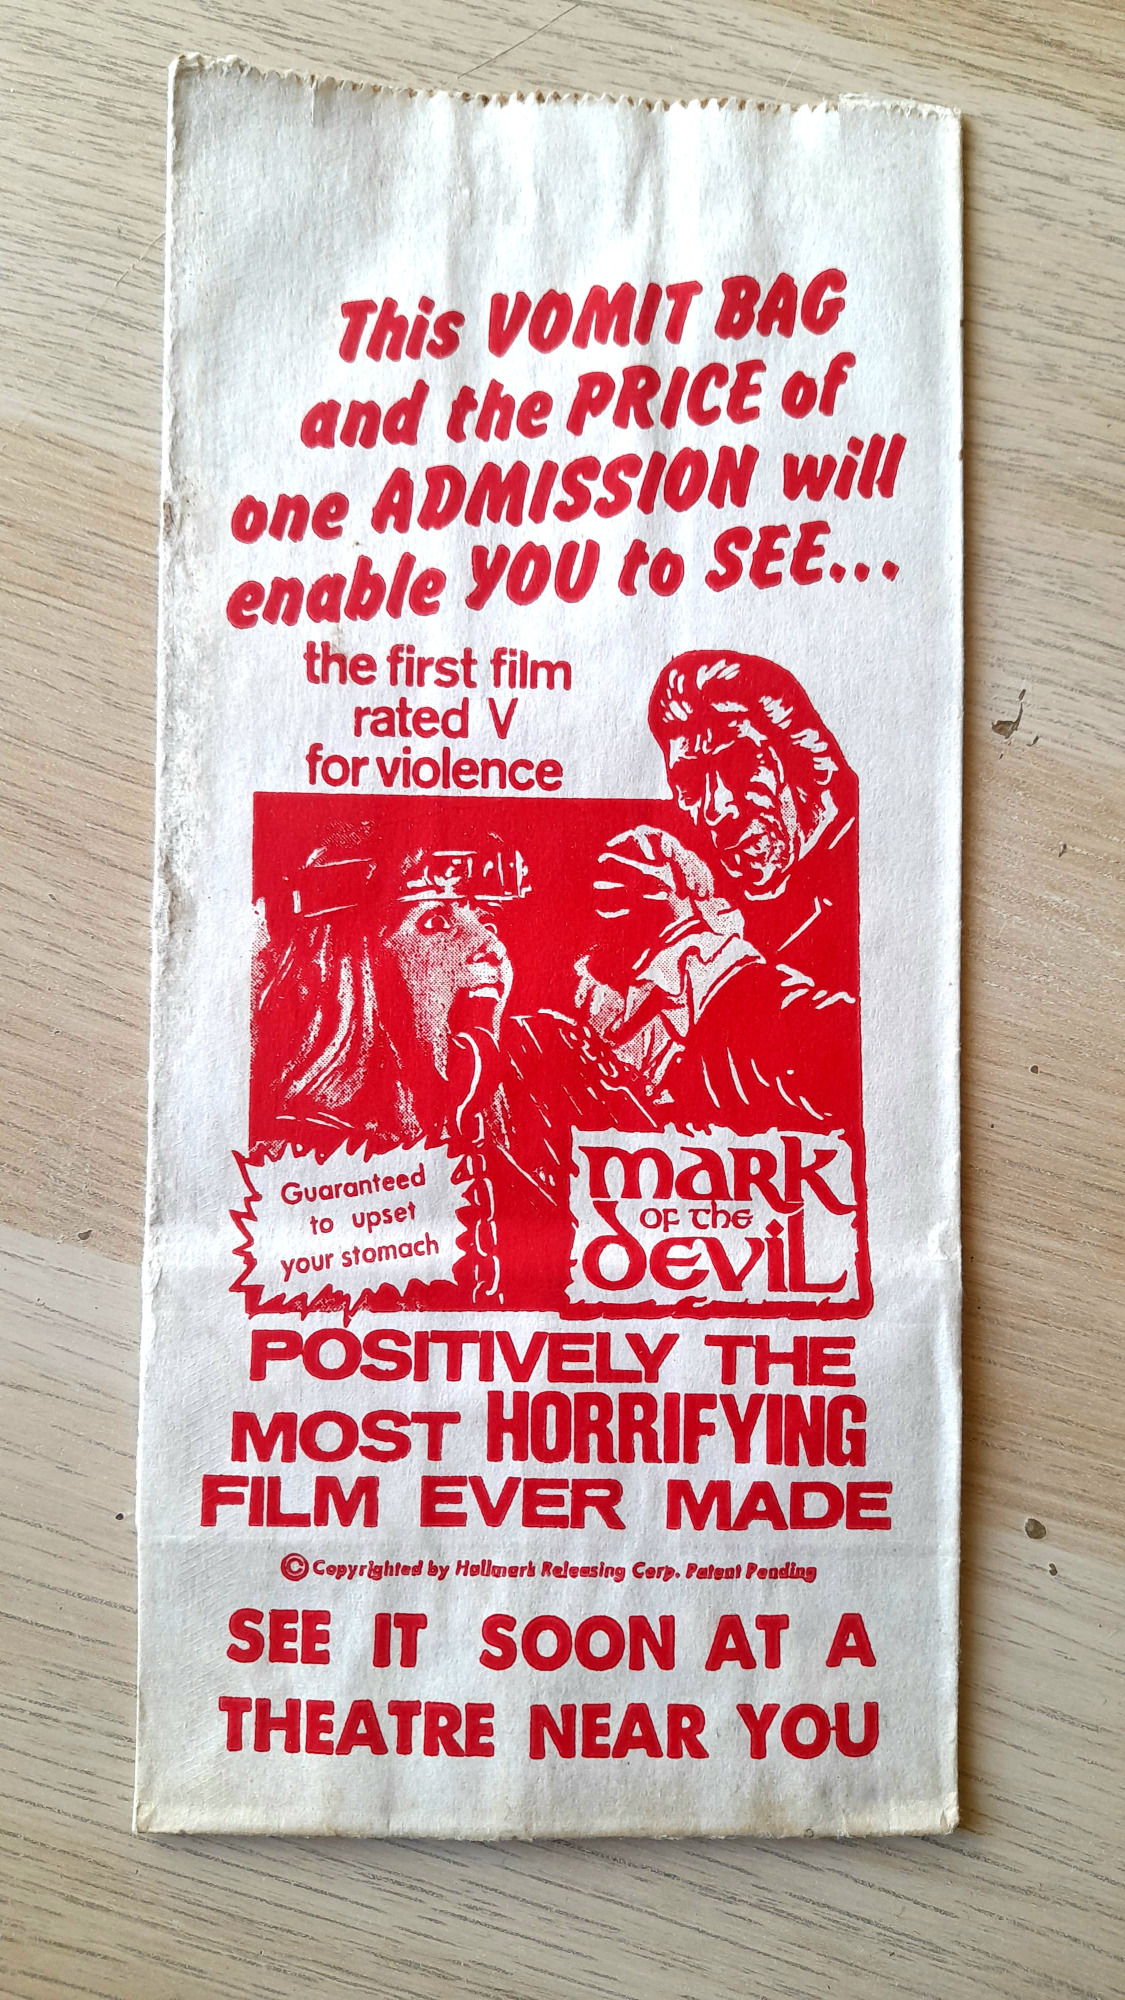 This VOMIT BAG
and the PRICE of
one ADMISSION will
enable YOU to SEE...
the first film
rated V
for violence
Guaranteed
to upset
your stomach
mark
of the
devil
POSITIVELY THE
MOST HORRIFYING
FILM EVER MADE
© Copyrighted by Hallmark Releasing Corp. Patent Pending
SEE IT SOON AT A
THEATRE NEAR YOU